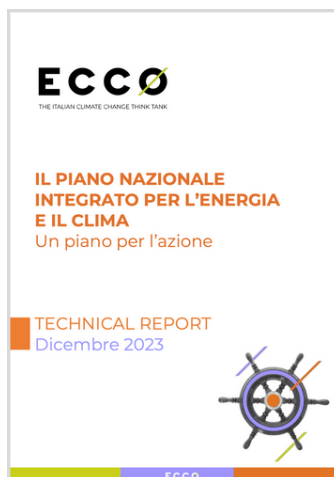 ECCO
THE ITALIAN CLIMATE CHANGE THINK TANK
IL PIANO NAZIONALE
INTEGRATO PER L'ENERGIA
E IL CLIMA
Un piano per l'azione
TECHNICAL REPORT
Dicembre 2023
ECCO